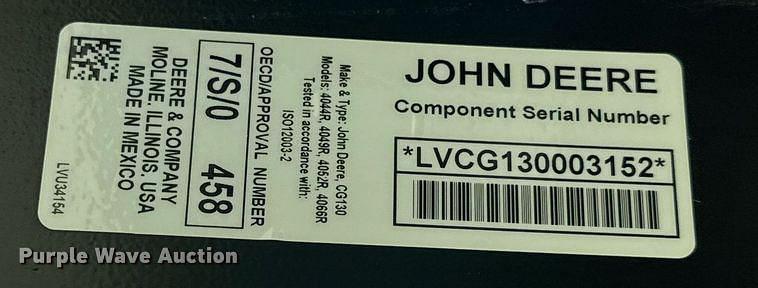 JOHN DEERE
Component Serial Number
*LVCG130003152*
Make & Type: John Deere, CG130
Models: 4044R, 4049R, 4052R, 4066R
Tested in accordance with:
ISO12003-2
OECD/APPROVAL NUMBER
7/S/0 458
DEERE & COMPANY
MOLINE, ILLINOIS, USA
MADE IN MEXICO
LVU34154
Purple Wave Auction